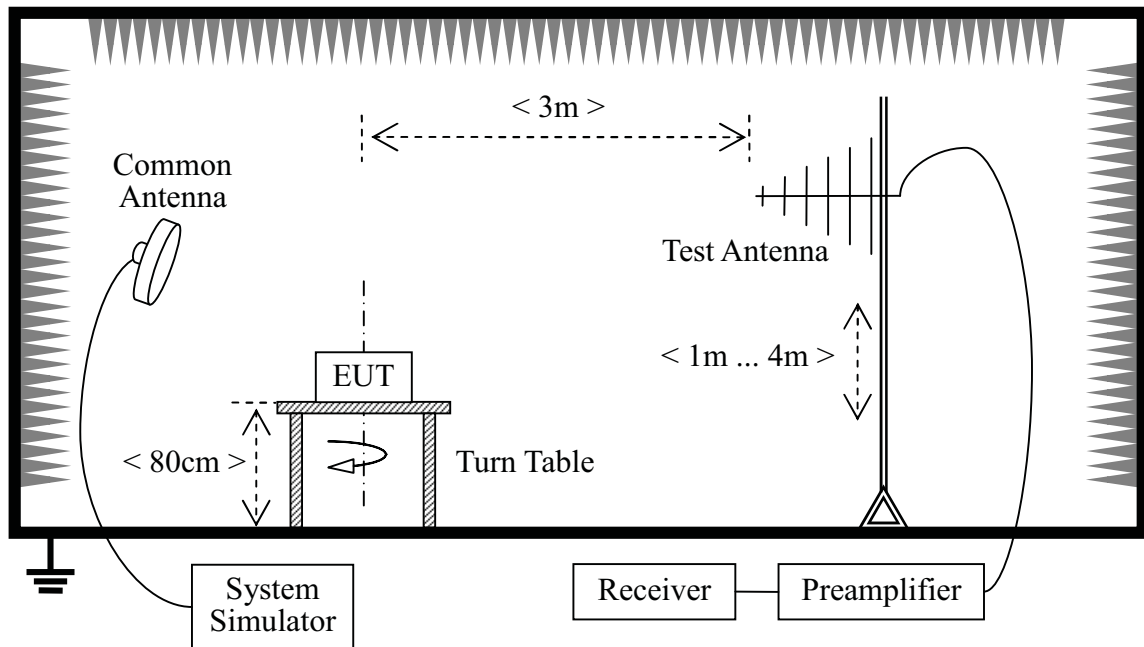 < 3m >
Common
Antenna
Test Antenna
< 1m ... 4m >
EUT
< 80cm >
Turn Table
System
Simulator
Receiver
Preamplifier